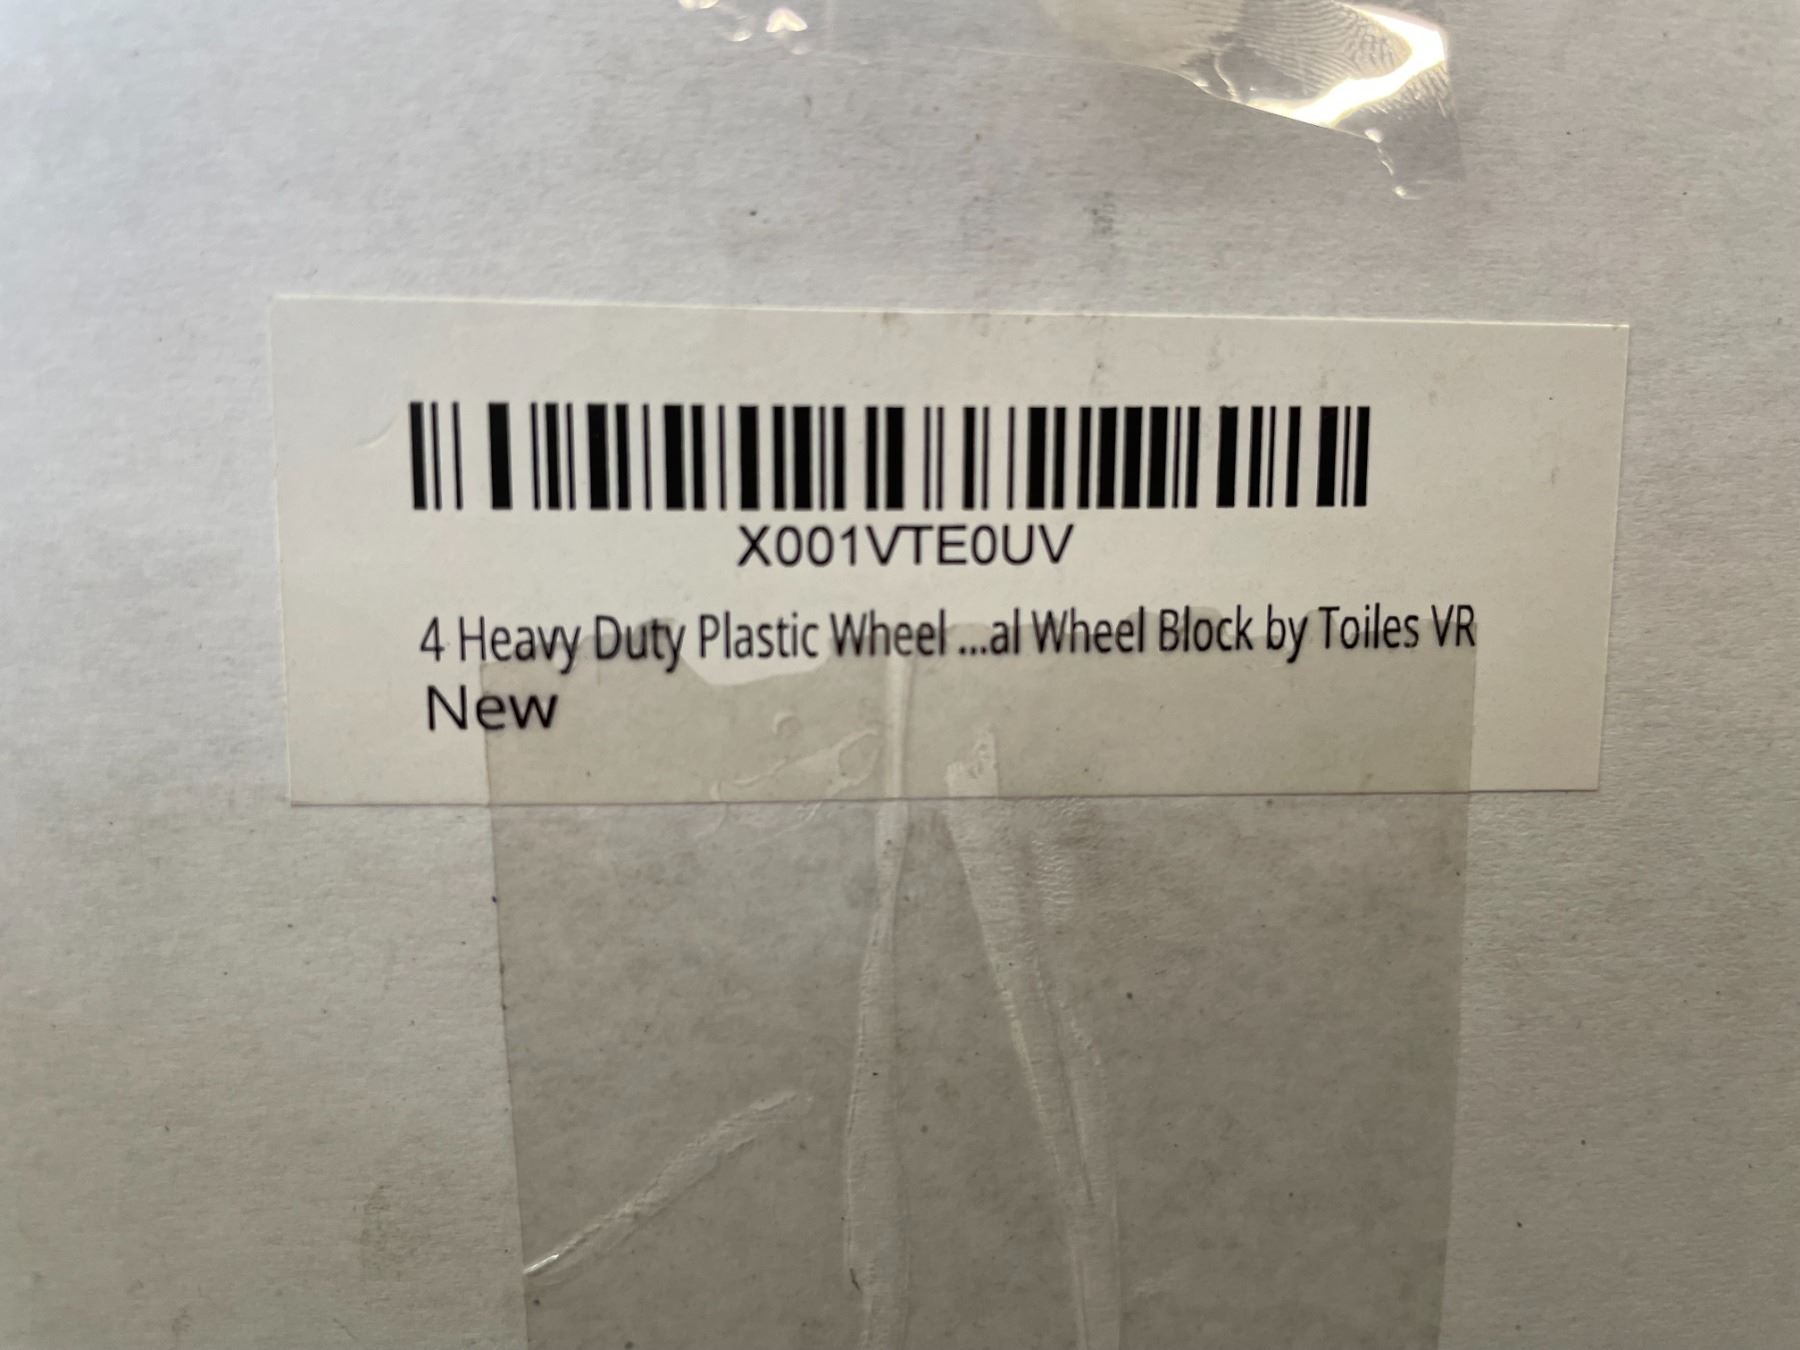 X001VTE0UV
4 Heavy Duty Plastic Wheel ...al Wheel Block by Toiles VR
New